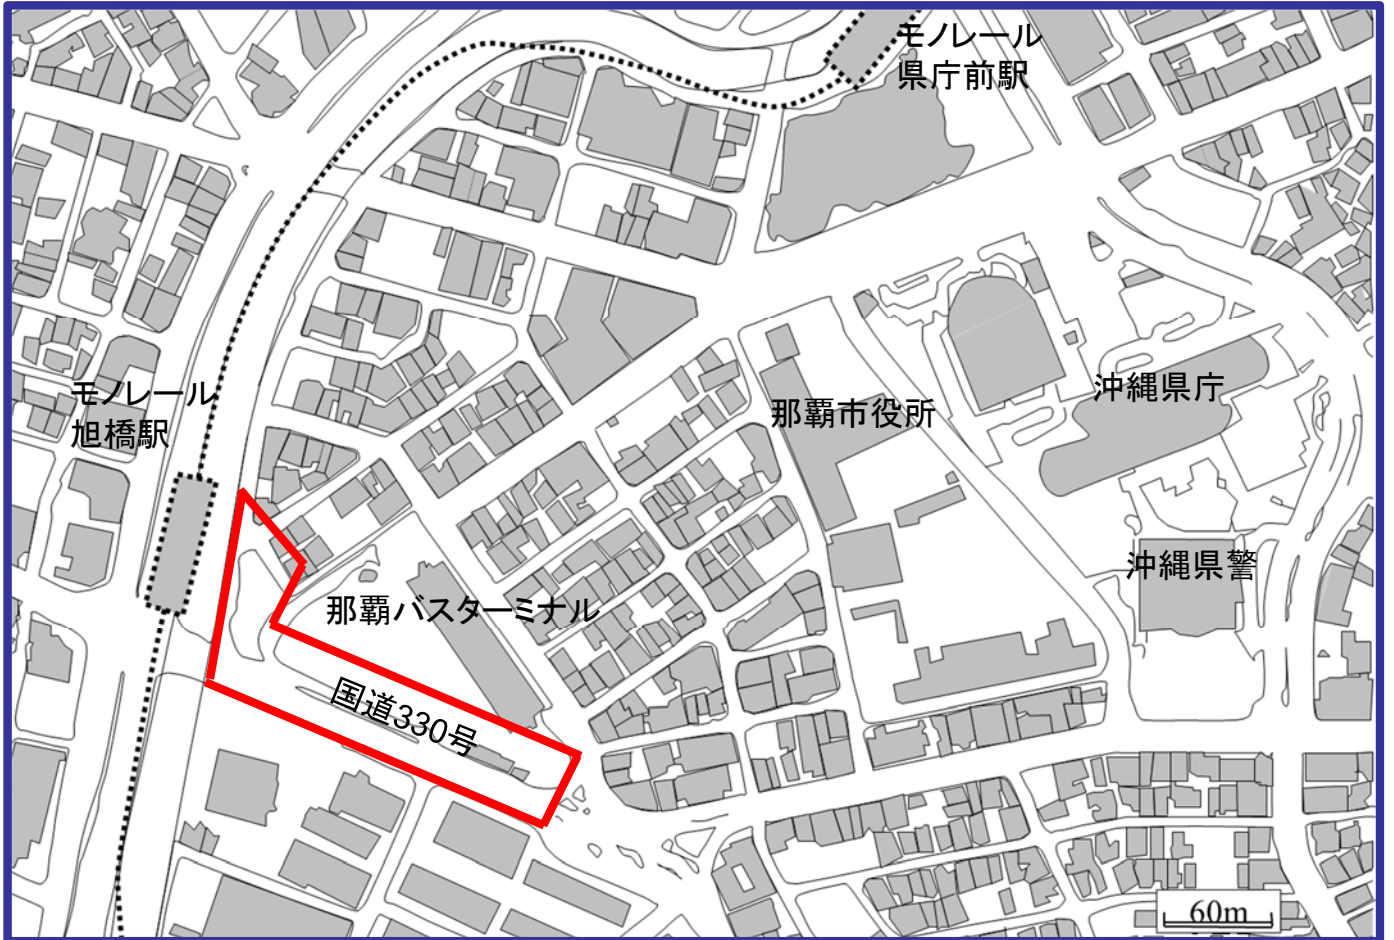 モノレール
県庁前駅
モノレール
旭橋駅
沖縄県庁
那覇市役所
沖縄県警
那覇バスターミナル
国道330号
60m